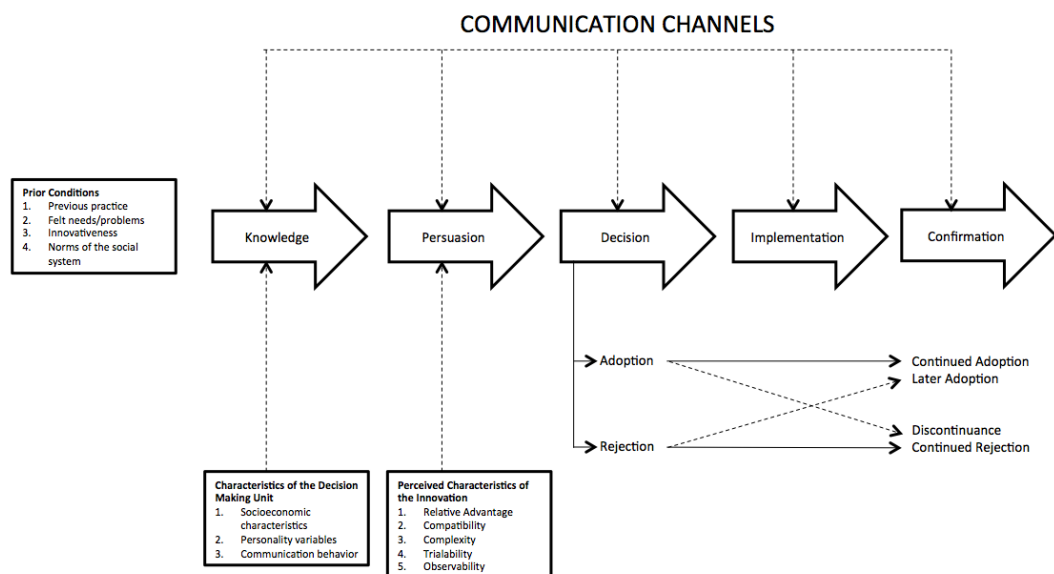 COMMUNICATION CHANNELS
Prior Conditions
1. Previous practice
2. Felt needs/problems
3. Innovativeness
4. Norms of the social
system
Knowledge
Persuasion
Decision
Implementation
Confirmation
Adoption
Continued Adoption
Later Adoption
Discontinuance
Rejection
Continued Rejection
Characteristics of the Decision
Making Unit
1. Socioeconomic
characteristics
2. Personality variables
3. Communication behavior
Perceived Characteristics of
the Innovation
1. Relative Advantage
2. Compatibility
3. Complexity
4. Trialability
5. Observability